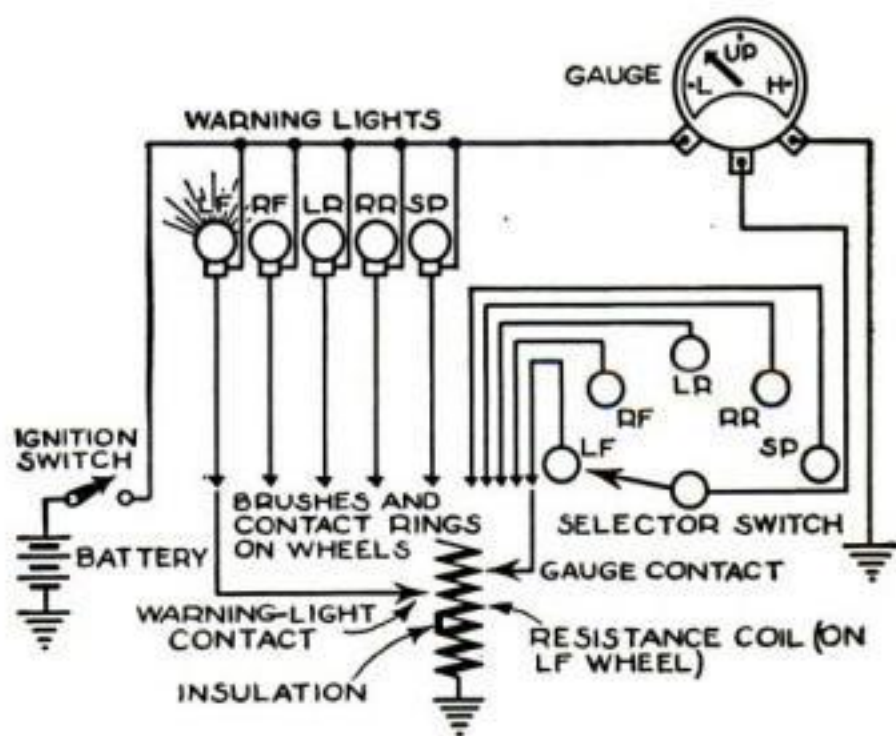 GAUGE
UP
L
H
WARNING LIGHTS
LF RF LR RR SP
LR
RF
RR
LF
SP
IGNITION
SWITCH
BRUSHES AND
CONTACT RINGS
ON WHEELS
SELECTOR SWITCH
BATTERY
GAUGE CONTACT
WARNING-LIGHT
CONTACT
RESISTANCE COIL (ON
LF WHEEL)
INSULATION